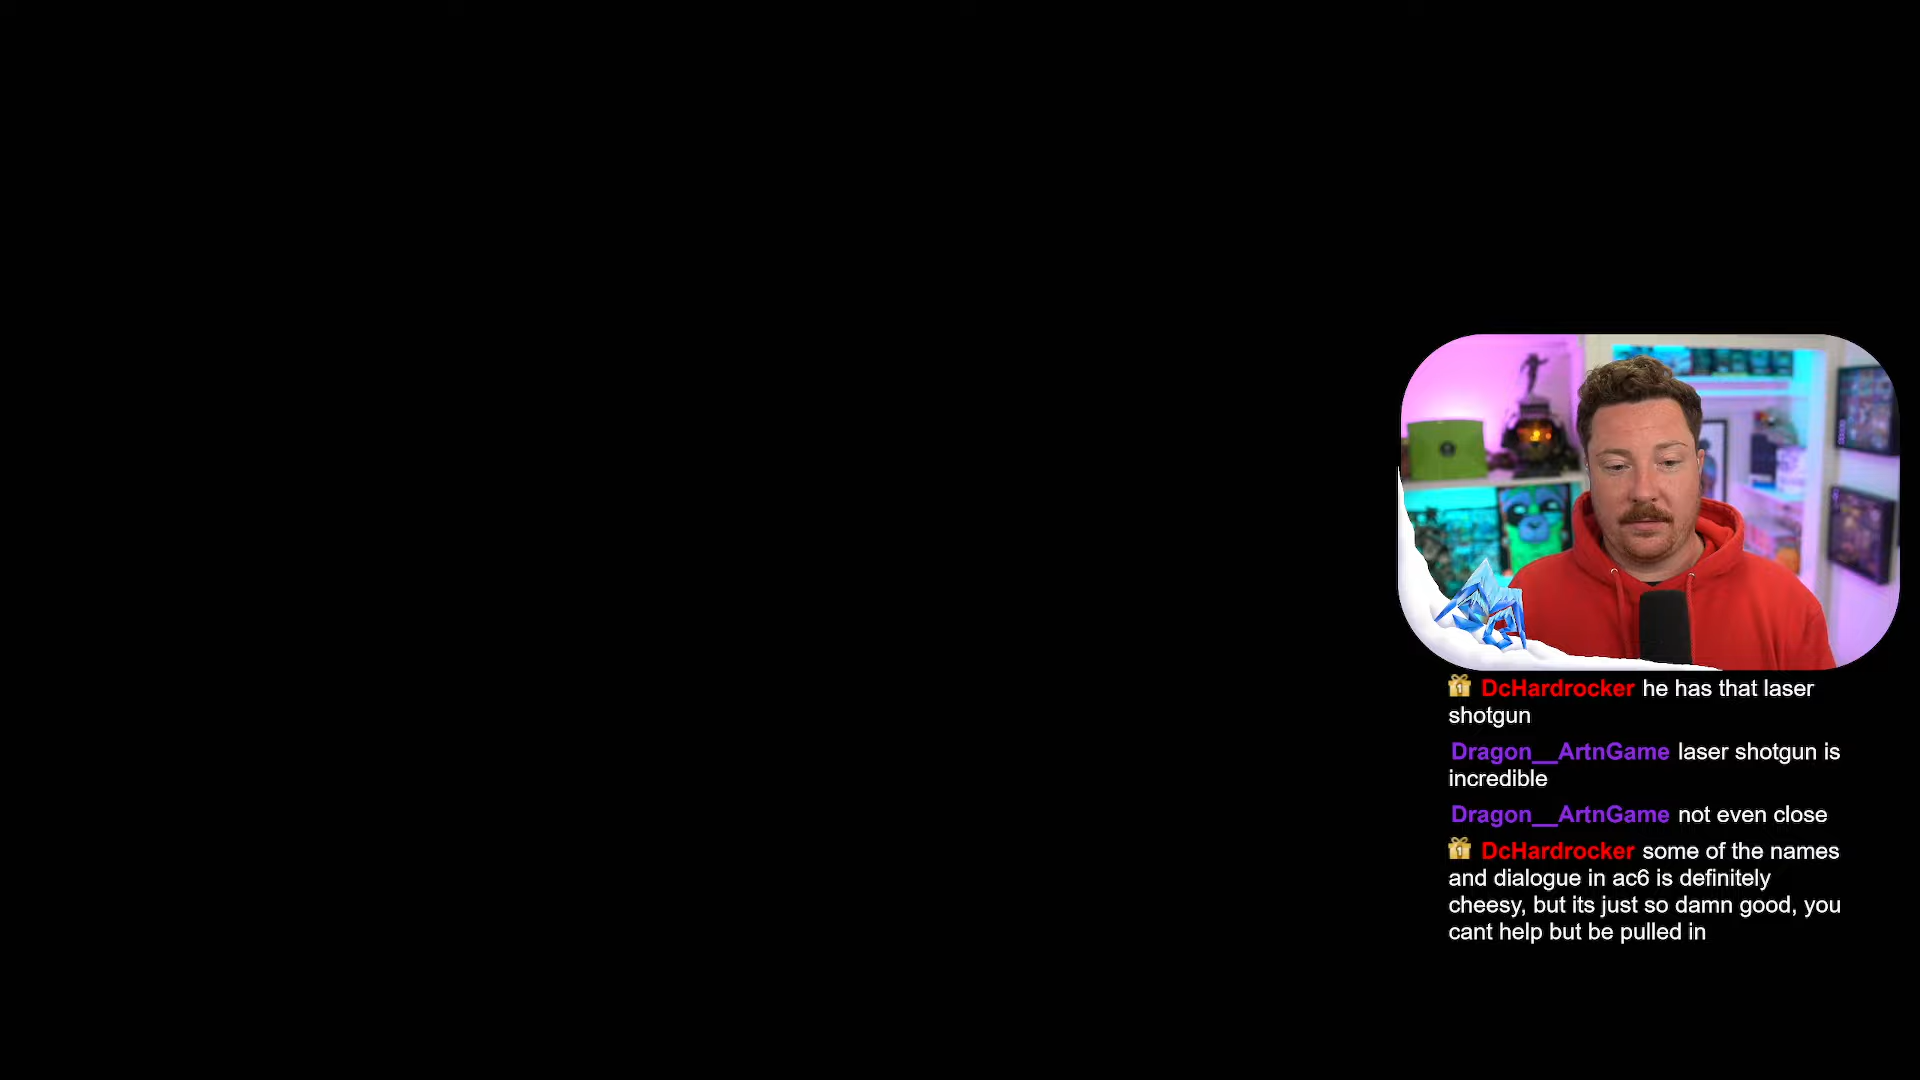 DcHardrocker he has that laser
shotgun
Dragon__ArtnGame laser shotgun is
incredible
Dragon__ArtnGame not even close
DcHardrocker some of the names
and dialogue in ac6 is definitely
cheesy, but its just so damn good, you
cant help but be pulled in